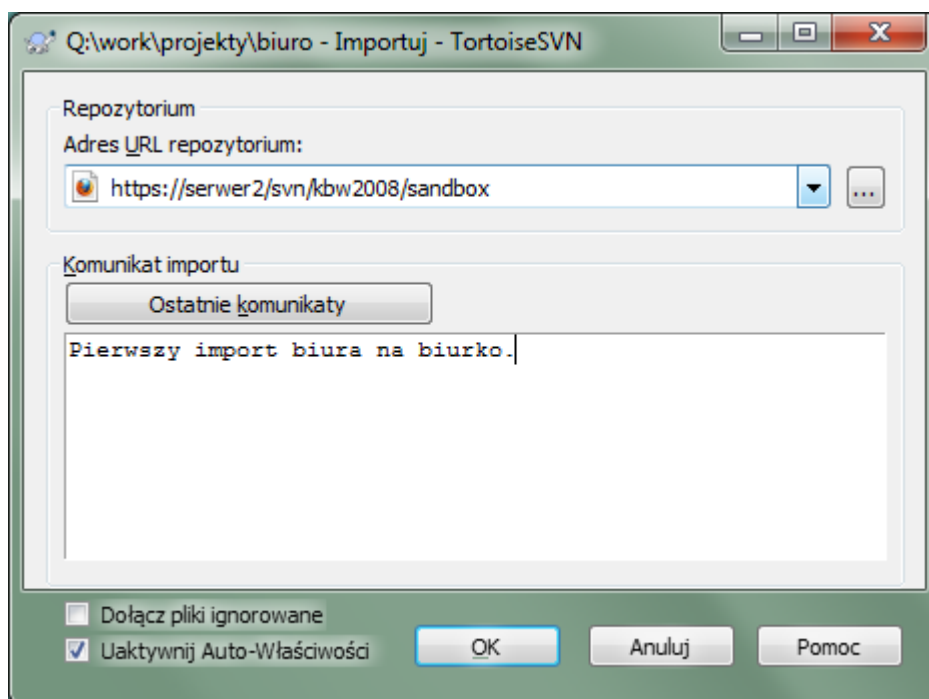 Q:\work\projekty\biuro - Importuj - TortoiseSVN
Repozytorium
Adres URL repozytorium:
https://serwer2/svn/kbw2008/sandbox
...
Komunikat importu
Ostatnie komunikaty
Pierwszy import biura na biurko.
Dołącz pliki ignorowane
Uaktywnij Auto-Właściwości
OK
Anuluj
Pomoc